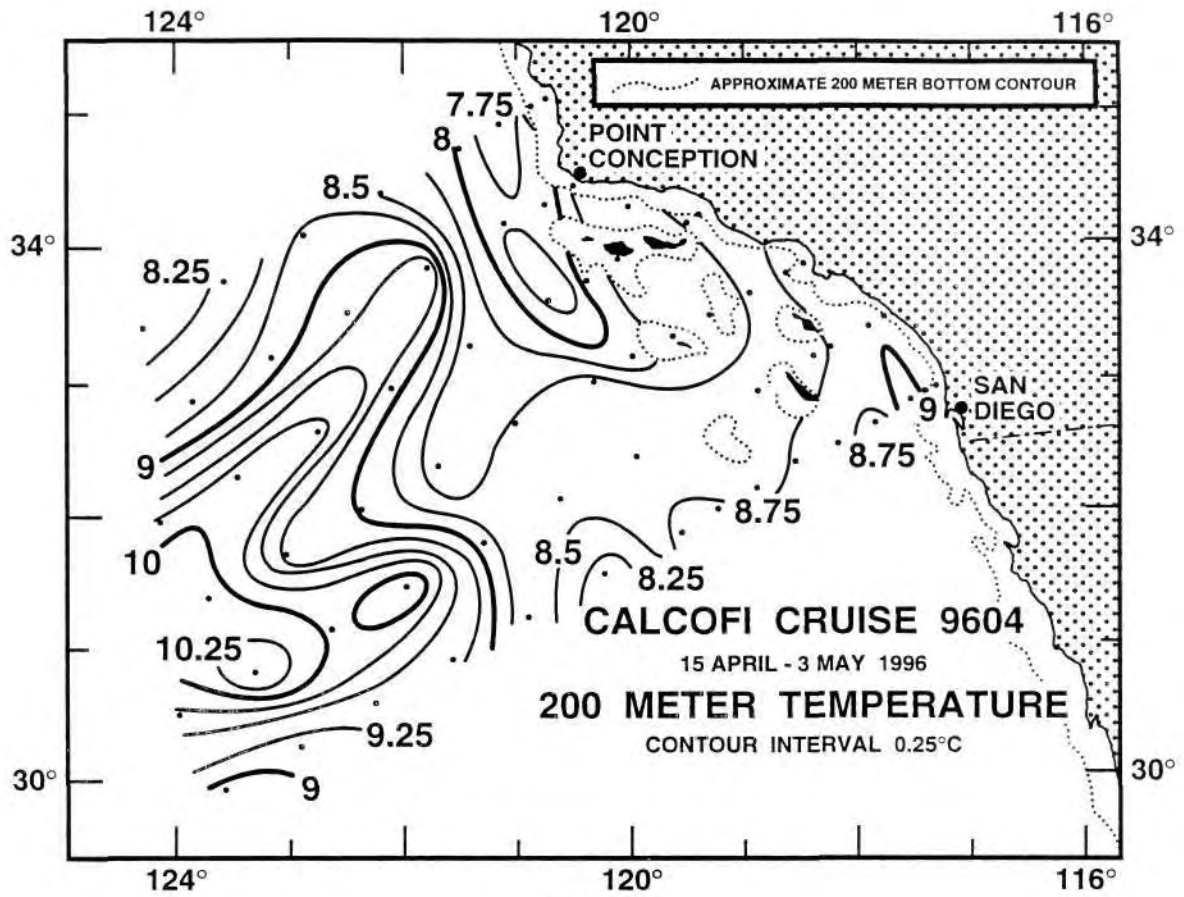 124°
120°
116°
APPROXIMATE 200 METER BOTTOM CONTOUR
7.75
POINT
CONCEPTION
8
8.5
34°
34°
8.25
SAN
DIEGO
9
8.75
9
8.75
10
8.5
8.25
CALCOFI CRUISE 9604
10.25
15 APRIL - 3 MAY 1996
200 METER TEMPERATURE
9.25
CONTOUR INTERVAL 0.25°C
30°
9
30°
124°
120°
116°